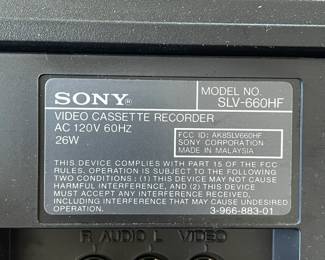 SONY®
MODEL NO.
SLV-660HF
VIDEO CASSETTE RECORDER
AC 120V 60Hz
26W
FCC ID: AK8SLV660HF
SONY CORPORATION
MADE IN MALAYSIA
THIS DEVICE COMPLIES WITH PART 15 OF THE FCC
RULES. OPERATION IS SUBJECT TO THE FOLLOWING
TWO CONDITIONS : (1) THIS DEVICE MAY NOT CAUSE
HARMFUL INTERFERENCE, AND (2) THIS DEVICE
MUST ACCEPT ANY INTERFERENCE RECEIVED,
INCLUDING INTERFERENCE THAT MAY CAUSE UNDESIRED
OPERATION.
3-966-883-01
R AUDIO L VIDEO